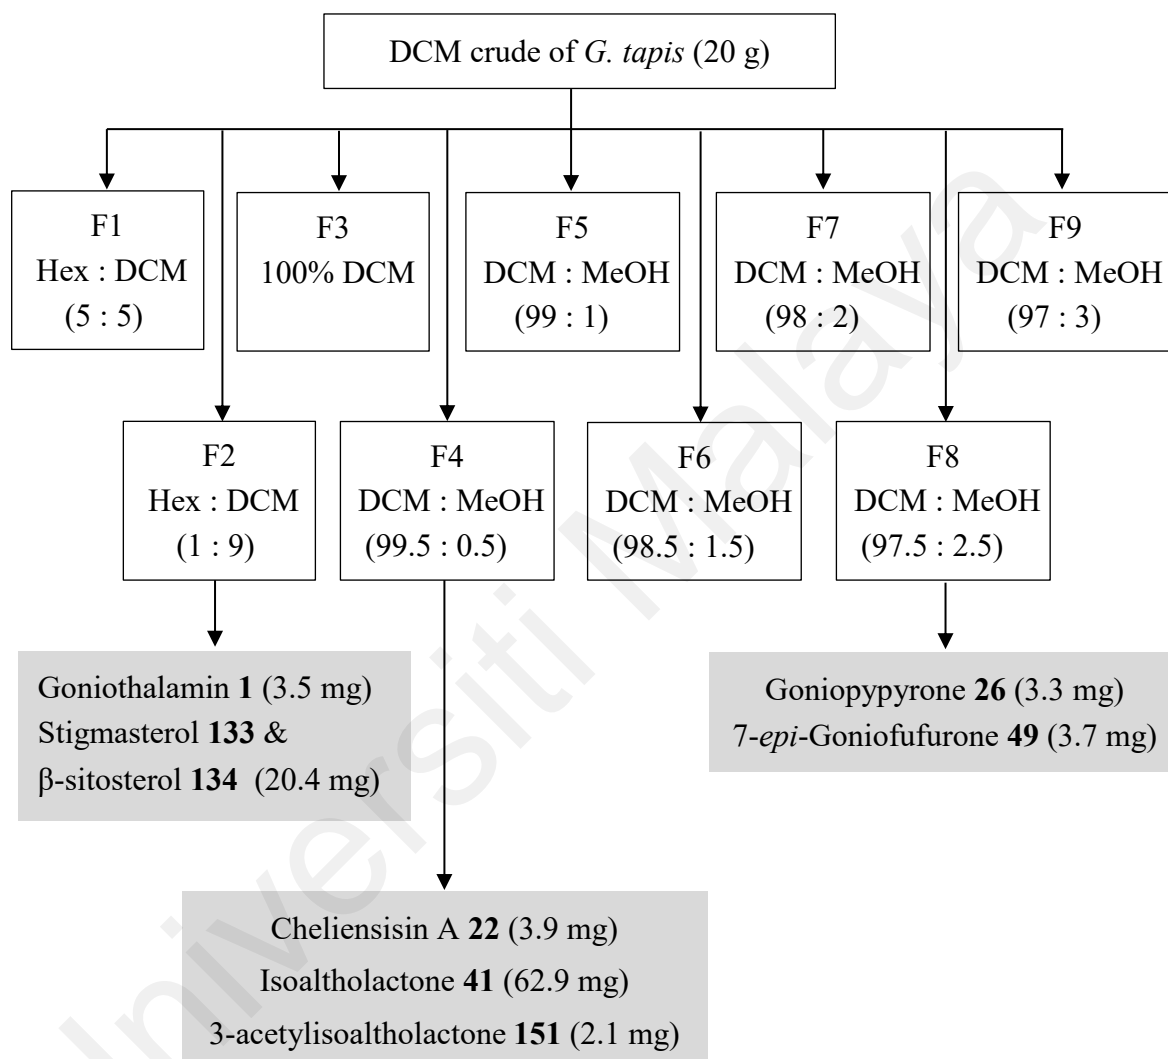 DCM crude of G. tapis (20 g)
F1
Hex : DCM
(5 : 5)
F3
100% DCM
F5
DCM : MeOH
(99 : 1)
F7
DCM : MeOH
(98 : 2)
F9
DCM : MeOH
(97 : 3)
F2
Hex : DCM
(1 : 9)
F4
DCM : MeOH
(99.5 : 0.5)
F6
DCM : MeOH
(98.5 : 1.5)
F8
DCM : MeOH
(97.5 : 2.5)
Goniothalamin 1 (3.5 mg)
Stigmasterol 133 &
β-sitosterol 134 (20.4 mg)
Goniopypyrone 26 (3.3 mg)
7-epi-Goniofufurone 49 (3.7 mg)
Cheliensisin A 22 (3.9 mg)
Isoaltholactone 41 (62.9 mg)
3-acetylisoaltholactone 151 (2.1 mg)
Universiti Malaya